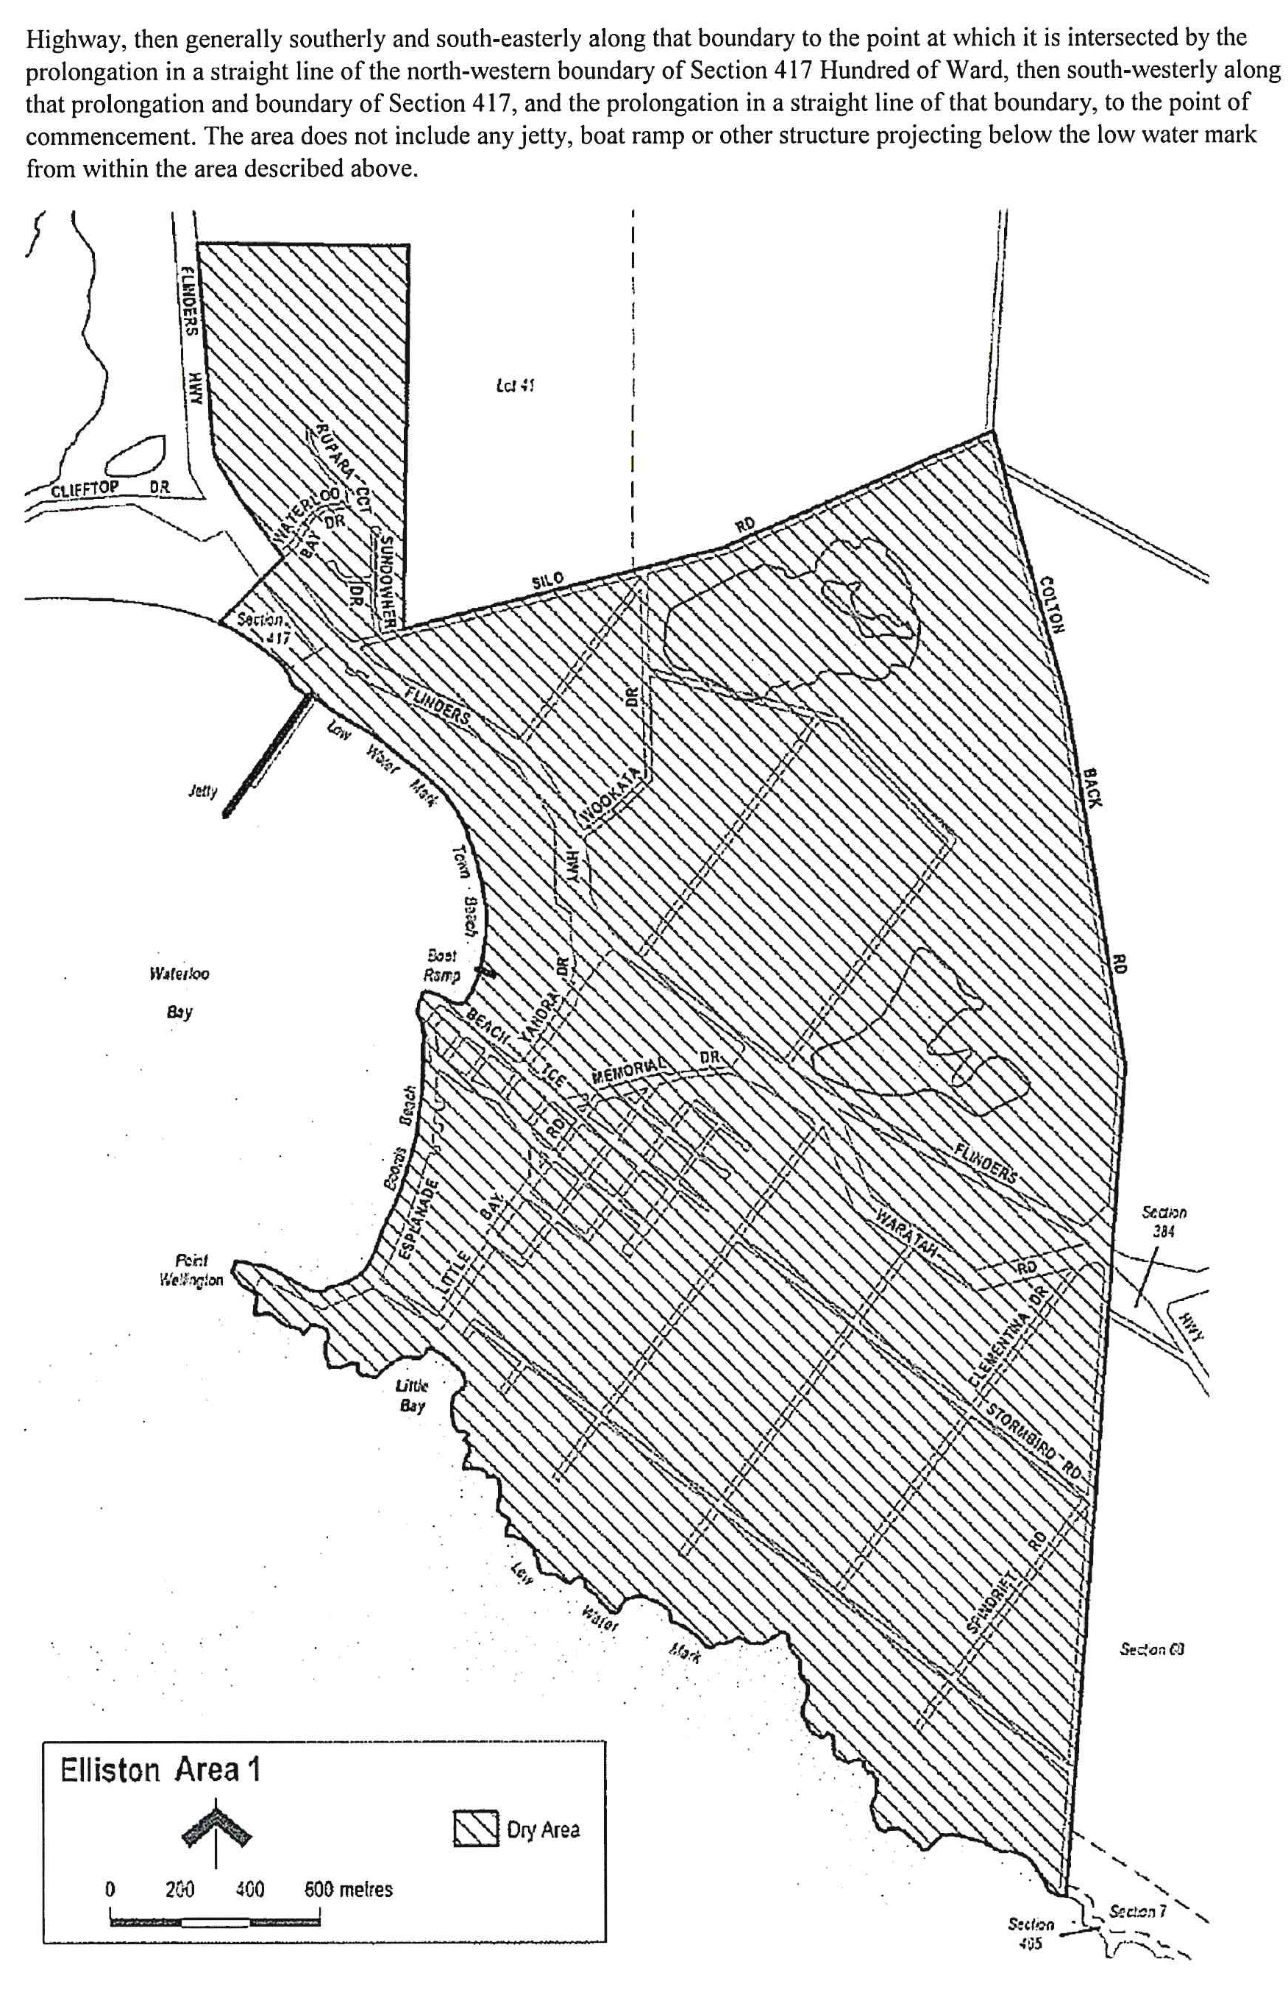 Highway, then generally southerly and south-easterly along that boundary to the point at which it is intersected by the
prolongation in a straight line of the north-western boundary of Section 417 Hundred of Ward, then south-westerly along
that prolongation and boundary of Section 417, and the prolongation in a straight line of that boundary, to the point of
commencement. The area does not include any jetty, boat ramp or other structure projecting below the low water mark
from within the area described above.
FLINDERS HWY
Lot 41
RUPARA CCT
CLIFFTOP DR
WATERLOO
BAY
DR
SUNDOWNER
DR
SILO RD
COLTON BACK RD
Section
417
FLINDERS
HWY
Low Water Mark
Jetty
WOOKATA DR
Town Beach
Boat
Ramp
Waterloo
Bay
YANDRA DR
BEACH TCE
MEMORIAL DR
RD
Boords Beach
ESPLANADE
LITTLE BAY
FLINDERS
HWY
WARATAH RD
Section
384
Point
Wellington
CLEMENTINA DR
Little
Bay
STORMBIRD RD
SPINDRIFT RD
Low Water Mark
Section 60
Elliston Area 1
Dry Area
0 200 400 600 metres
Section 7
Section
405